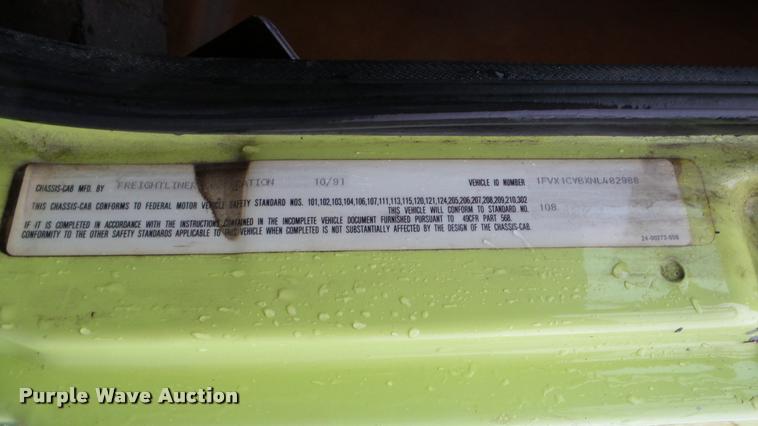 CHASSIS-CAB MFD. BY FREIGHTLINER 10/91 VEHICLE ID NUMBER 1FVX1CYBXNL482988
THIS CHASSIS-CAB CONFORMS TO FEDERAL MOTOR VEHICLE SAFETY STANDARD NOS. 101,102,103,104,106,107,111,113,115,120,121,124,205,206,207,208,209,210,302
THIS VEHICLE WILL CONFORM TO STANDARD NO. 108
IF IT IS COMPLETED IN ACCORDANCE WITH THE INSTRUCTIONS CONTAINED IN THE INCOMPLETE VEHICLE DOCUMENT FURNISHED PURSUANT TO 49CFR PART 568.
CONFORMITY TO THE OTHER SAFETY STANDARDS APPLICABLE TO THIS VEHICLE WHEN COMPLETED IS NOT SUBSTANTIALLY AFFECTED BY THE DESIGN OF THE CHASSIS-CAB.
Purple Wave Auction